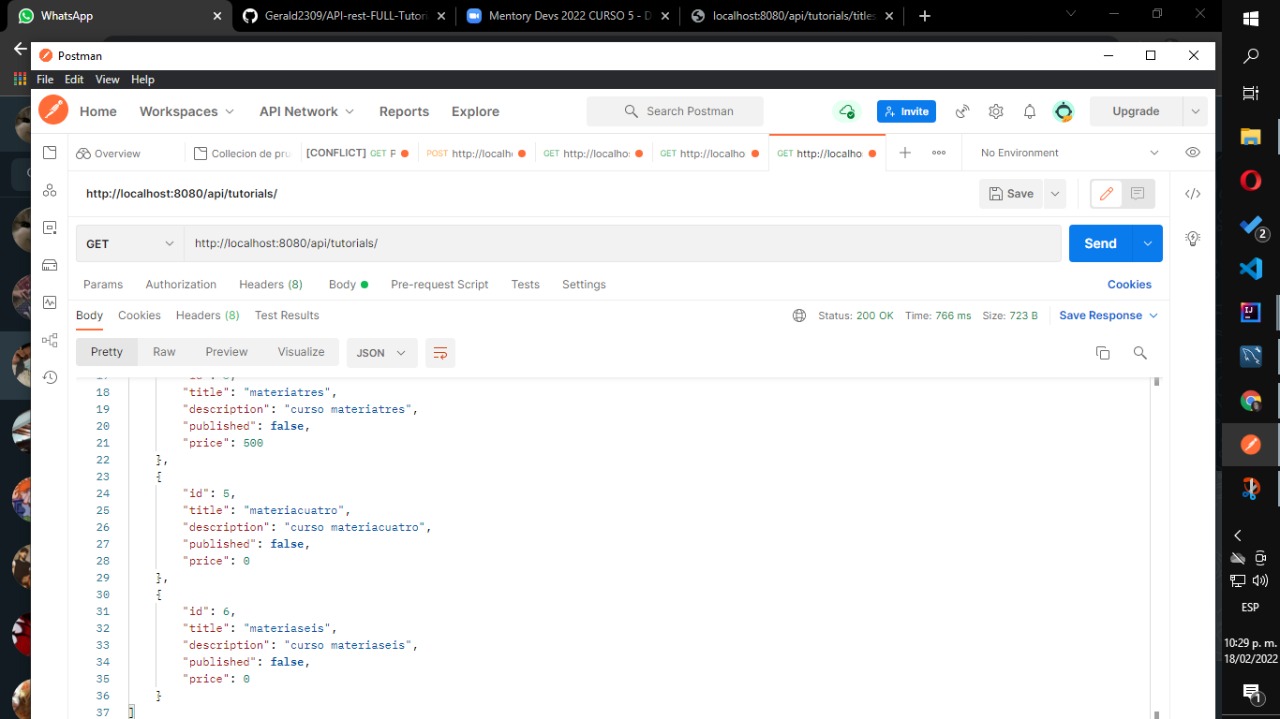 WhatsApp
Gerald2309/API-rest-FULL-Tutori
Mentory Devs 2022 CURSO 5 - D
localhost:8080/api/tutorials/titles
Postman
File Edit View Help
Home Workspaces API Network Reports Explore
Search Postman
Invite
Upgrade
Overview
Colleccion de pru
[CONFLICT] GET P
POST http://localho
GET http://localho
GET http://localho
GET http://localho
No Environment
http://localhost:8080/api/tutorials/
Save
GET http://localhost:8080/api/tutorials/
Send
Params Authorization Headers (8) Body Pre-request Script Tests Settings Cookies
Body Cookies Headers (8) Test Results
Status: 200 OK Time: 766 ms Size: 723 B Save Response
Pretty Raw Preview Visualize JSON
18 "title": "materiatres",
19 "description": "curso materiatres",
20 "published": false,
21 "price": 500
22 },
23 {
24 "id": 5,
25 "title": "materiacuatro",
26 "description": "curso materiacuatro",
27 "published": false,
28 "price": 0
29 },
30 {
31 "id": 6,
32 "title": "materiaseis",
33 "description": "curso materiaseis",
34 "published": false,
35 "price": 0
36 }
37 ]
2
ESP
10:29 p. m.
18/02/2022
1